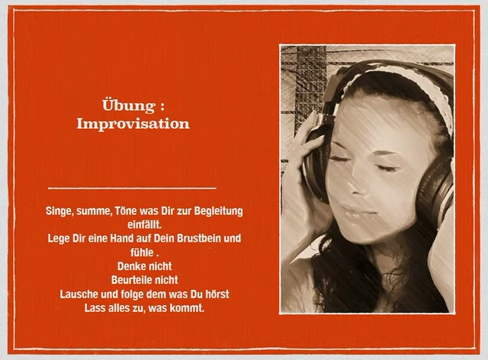 Übung :
Improvisation
Singe, summe, Töne was Dir zur Begleitung
einfällt.
Lege Dir eine Hand auf Dein Brustbein und
fühle .
Denke nicht
Beurteile nicht
Lausche und folge dem was Du hörst
Lass alles zu, was kommt.